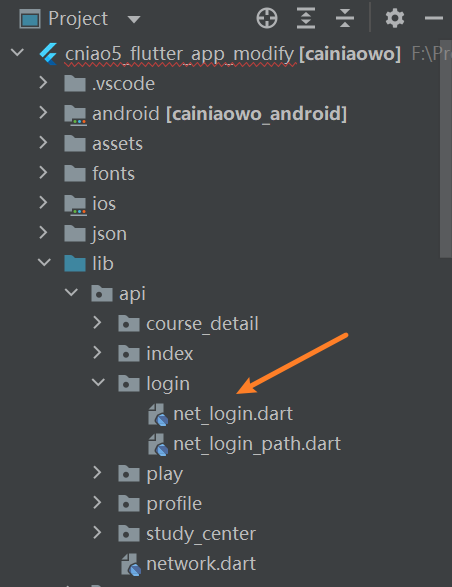 Project
cniao5_flutter_app_modify [cainiaowo]
.vscode
android [cainiaowo_android]
assets
fonts
ios
json
lib
api
course_detail
index
login
net_login.dart
net_login_path.dart
play
profile
study_center
network.dart